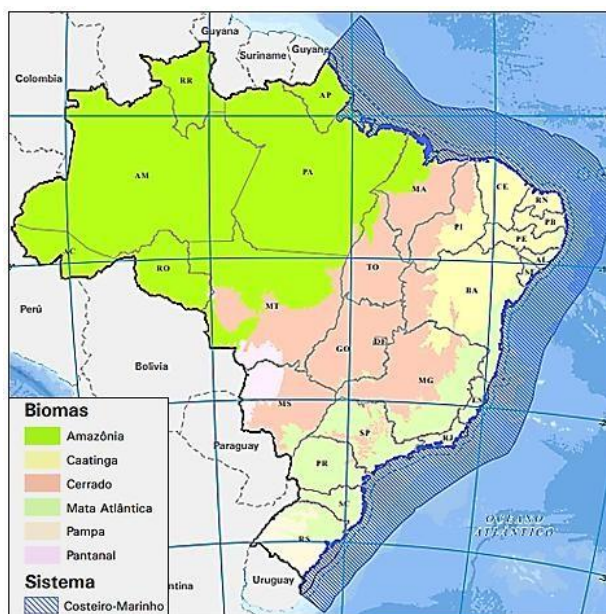 Guyana
Suriname
Guyane
Colombia
RR
AP
AM
PA
MA
CE
RN
PB
PI
PE
AL
AC
SE
RO
TO
BA
MT
Perú
Bolivia
GO
DF
MG
ES
MS
SP
RJ
Paraguay
PR
SC
RS
OCEANO
ATLÂNTICO
Uruguay
ntina
Biomas
Amazônia
Caatinga
Cerrado
Mata Atlântica
Pampa
Pantanal
Sistema
Costeiro-Marinho